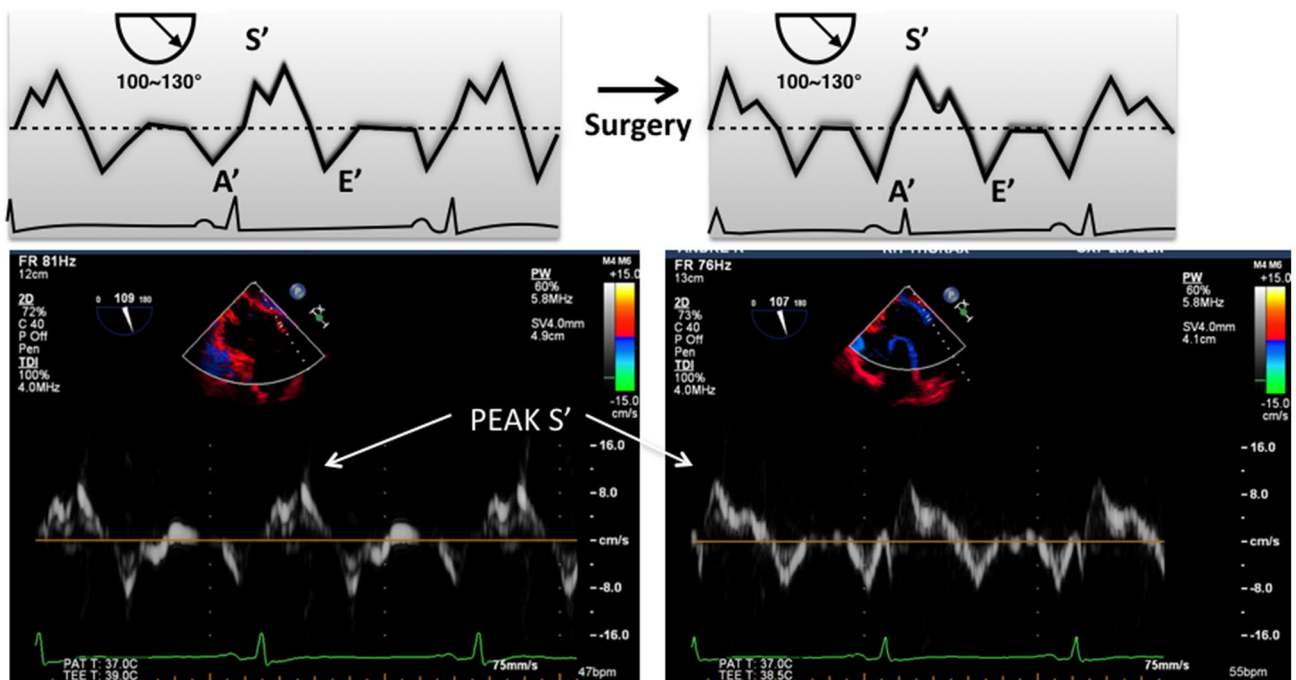 S’
100~130°
A’
E’
Surgery
S’
100~130°
A’
E’
FR 81Hz
12cm
2D
72%
C 40
P Off
Pen
TDI
100%
4.0MHz
0 109 180
P
PW
60%
5.8MHz
SV4.0mm
4.9cm
M4 M6
+15.0
-15.0
cm/s
-16.0
-8.0
-cm/s
--8.0
--16.0
PAT T: 37.0C
TEE T: 39.0C
75mm/s
47bpm
PEAK S’
FR 76Hz
13cm
2D
73%
C 40
P Off
Pen
TDI
100%
4.0MHz
0 107 180
P
PW
60%
5.8MHz
SV4.0mm
4.1cm
M4 M6
+15.0
-15.0
cm/s
-16.0
-8.0
-cm/s
--8.0
--16.0
PAT T: 37.0C
TEE T: 38.5C
75mm/s
55bpm